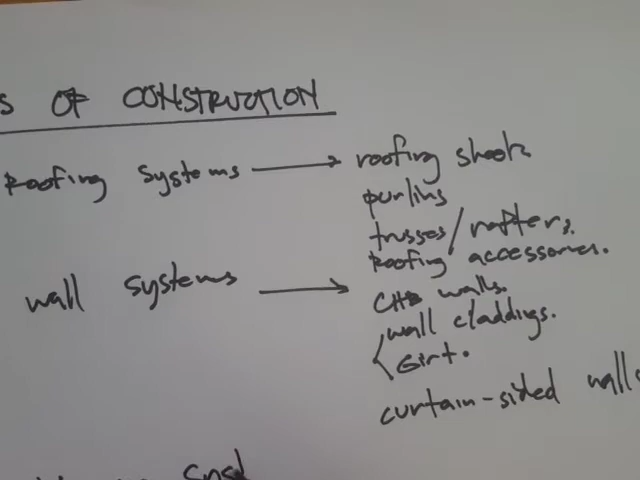 S OF CONSTRUCTION
Roofing systems → roofing sheets
purlins
trusses/rafters.
Roofing accessories.
wall systems → CHB walls.
wall claddings.
Girt.
curtain-sided walls